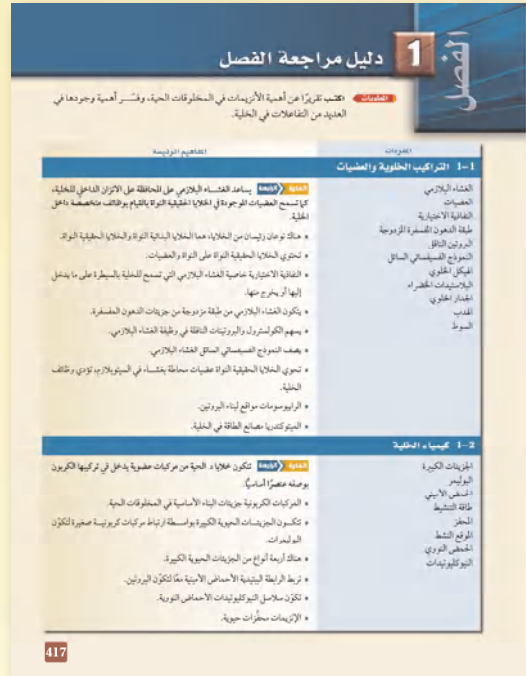 الفصل
1
دليل مراجعة الفصل
المطويات اكتب تقريرًا عن أهمية الأنزيمات في المخلوقات الحية، وفسّر أهمية وجودها في
العديد من التفاعلات في الخلية.
المفردات
المفاهيم الرئيسة
1-1 التراكيب الخلوية والعضيات
الغشاء البلازمي
العضيات
النفاذية الاختيارية
طبقة الدهون المفسفرة المزدوجة
البروتين الناقل
النموذج الفسيفسائي السائل
الهيكل الخلوي
البلاستيدات الخضراء
الجدار الخلوي
الهدب
السوط
الفكرة الرئيسة يساعد الغشاء البلازمي على المحافظة على الاتزان الداخلي للخلية،
كما تسمح العضيات الموجودة في الخلايا الحقيقية النواة بالقيام بوظائف متخصصة داخل
الخلية.
• هناك نوعان رئيسان من الخلايا، هما الخلايا البدائية النواة والخلايا الحقيقية النواة.
• تحتوي الخلايا الحقيقية النواة على النواة والعضيات.
• النفاذية الاختيارية خاصية الغشاء البلازمي التي تسمح للخلية بالسيطرة على ما يدخل
إليها أو يخرج منها.
• يتكون الغشاء البلازمي من طبقة مزدوجة من جزيئات الدهون المفسفرة.
• يسهم الكولسترول والبروتينات الناقلة في وظيفة الغشاء البلازمي.
• يصف النموذج الفسيفسائي السائل الغشاء البلازمي.
• تحوي الخلايا الحقيقية النواة عضيات محاطة بغشاء في السيتوبلازم، تؤدي وظائف
الخلية.
• الرايبوسومات مواقع لبناء البروتين.
• الميتوكندريا مصانع الطاقة في الخلية.
1-2 كيمياء الخلية
الجزيئات الكبيرة
البوليمر
الحمض الأميني
طاقة التنشيط
المحفز
الموقع النشط
الحمض النووي
النيوكليوتيدات
الفكرة الرئيسة تتكون خلايا د الحية من مركبات عضوية يدخل في تركيبها الكربون
بوصفه عنصرًا أساسيًّا.
• المركبات الكربونية جزيئات البناء الأساسية في المخلوقات الحية.
• تتكون الجزيئات الحيوية الكبيرة بواسطة ارتباط مركبات كربونية صغيرة لتكوّن
البوليمرات.
• هناك أربعة أنواع من الجزيئات الحيوية الكبيرة.
• تربط الرابطة الببتيدية الأحماض الأمينية معًا لتكوّن البروتين.
• تكوّن سلاسل النيوكليوتيدات الأحماض النووية.
• الإنزيمات محفّزات حيوية.
417